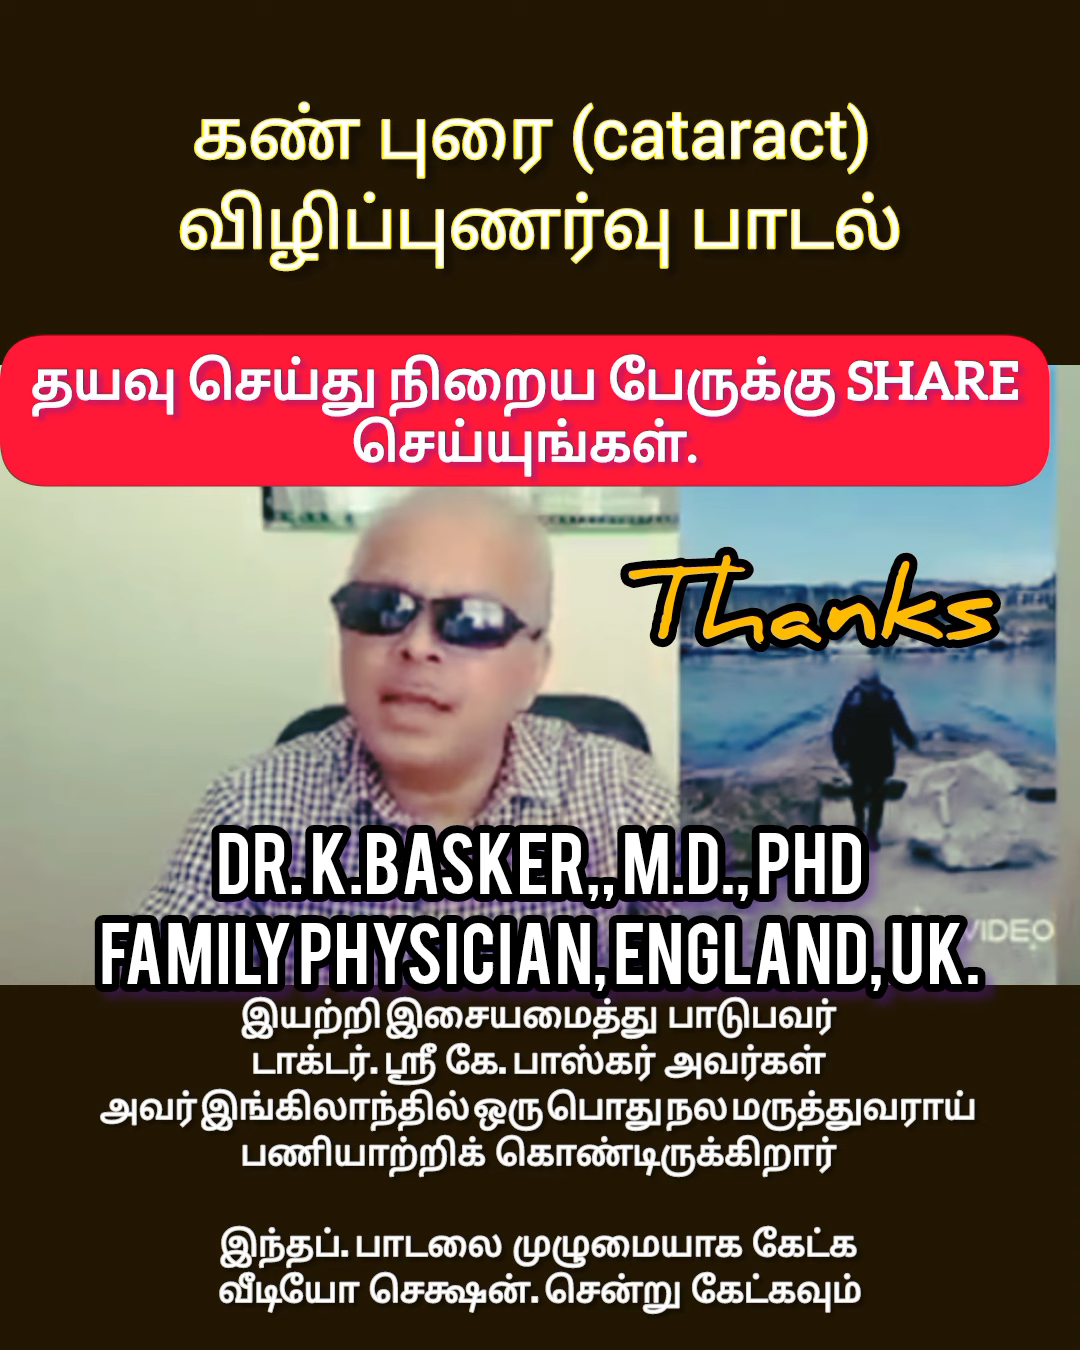 கண் புரை (cataract)
விழிப்புணர்வு பாடல்
தயவு செய்து நிறைய பேருக்கு SHARE
செய்யுங்கள்.
Thanks
DR. K.BASKER,, M.D., PHD
FAMILY PHYSICIAN, ENGLAND, UK.
VIDEO
இயற்றி இசையமைத்து பாடுபவர்
டாக்டர். ஸ்ரீ கே. பாஸ்கர் அவர்கள்
அவர் இங்கிலாந்தில் ஒரு பொது நல மருத்துவராய்
பணியாற்றிக் கொண்டிருக்கிறார்
இந்தப். பாடலை முழுமையாக கேட்க
வீடியோ செக்ஷன். சென்று கேட்கவும்